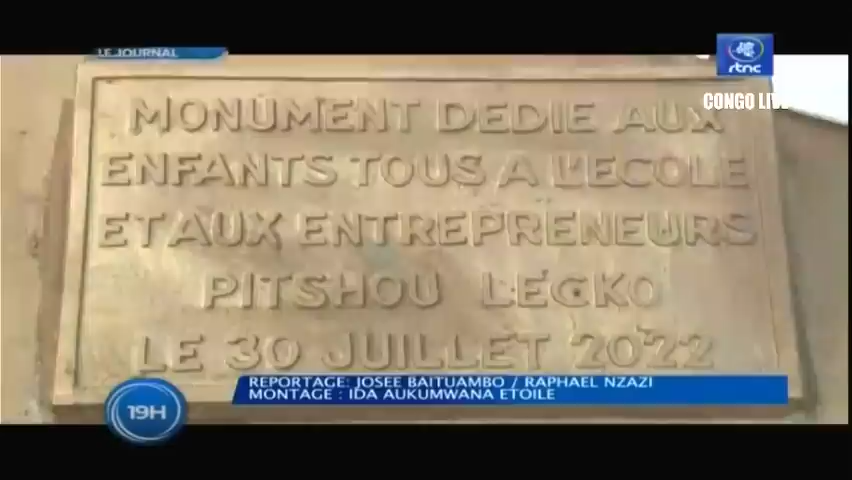 LE JOURNAL
rtnc
CONGO LIVE
MONUMENT DEDIE AUX
ENFANTS TOUS A L'ECOLE
ET AUX ENTREPRENEURS
PITSHOU LECKO
LE 30 JUILLET 2022
REPORTAGE: JOSEE BAITUAMBO / RAPHAEL NZAZI
MONTAGE : IDA AUKUMWANA ETOILE
19H